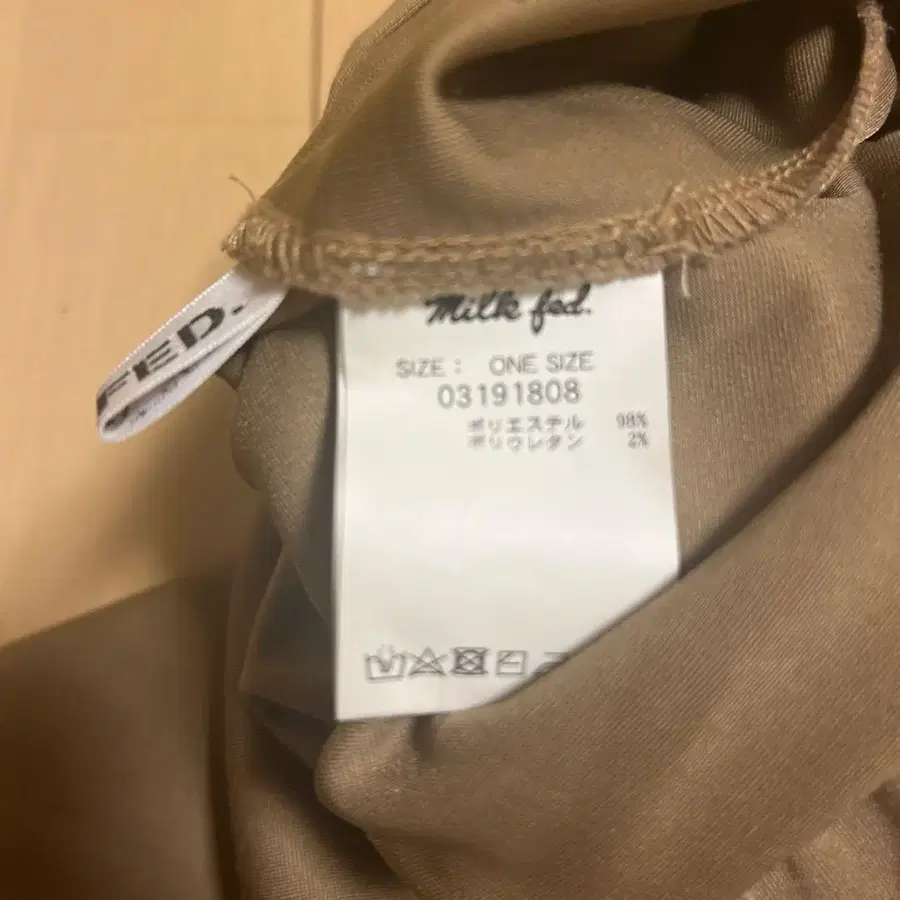 FED.
Milk fed.
SIZE : ONE SIZE
03191808
ポリエステル 98%
ポリウレタン 2%